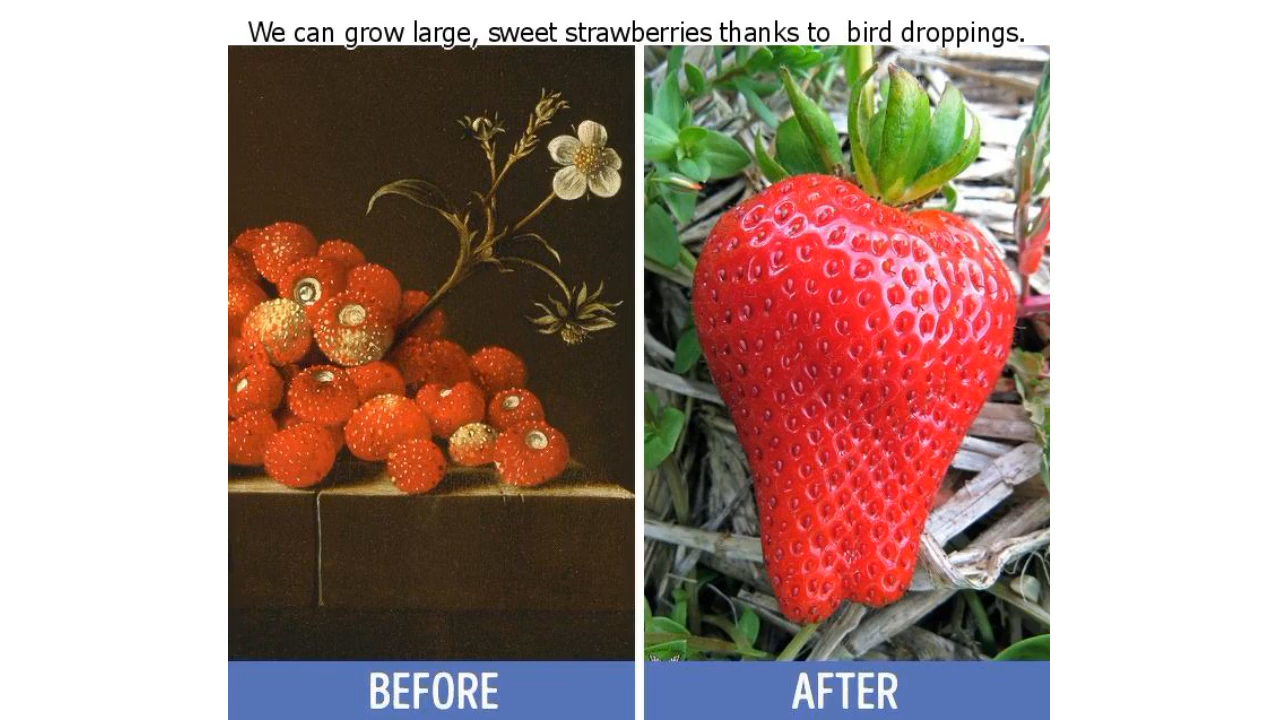 We can grow large, sweet strawberries thanks to  bird droppings.
BEFORE
AFTER